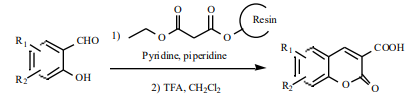 R1 CHO OH R2
1) O O O O Resin
Pyridine, piperidine
2) TFA, CH2Cl2
R1 COOH R2 O O